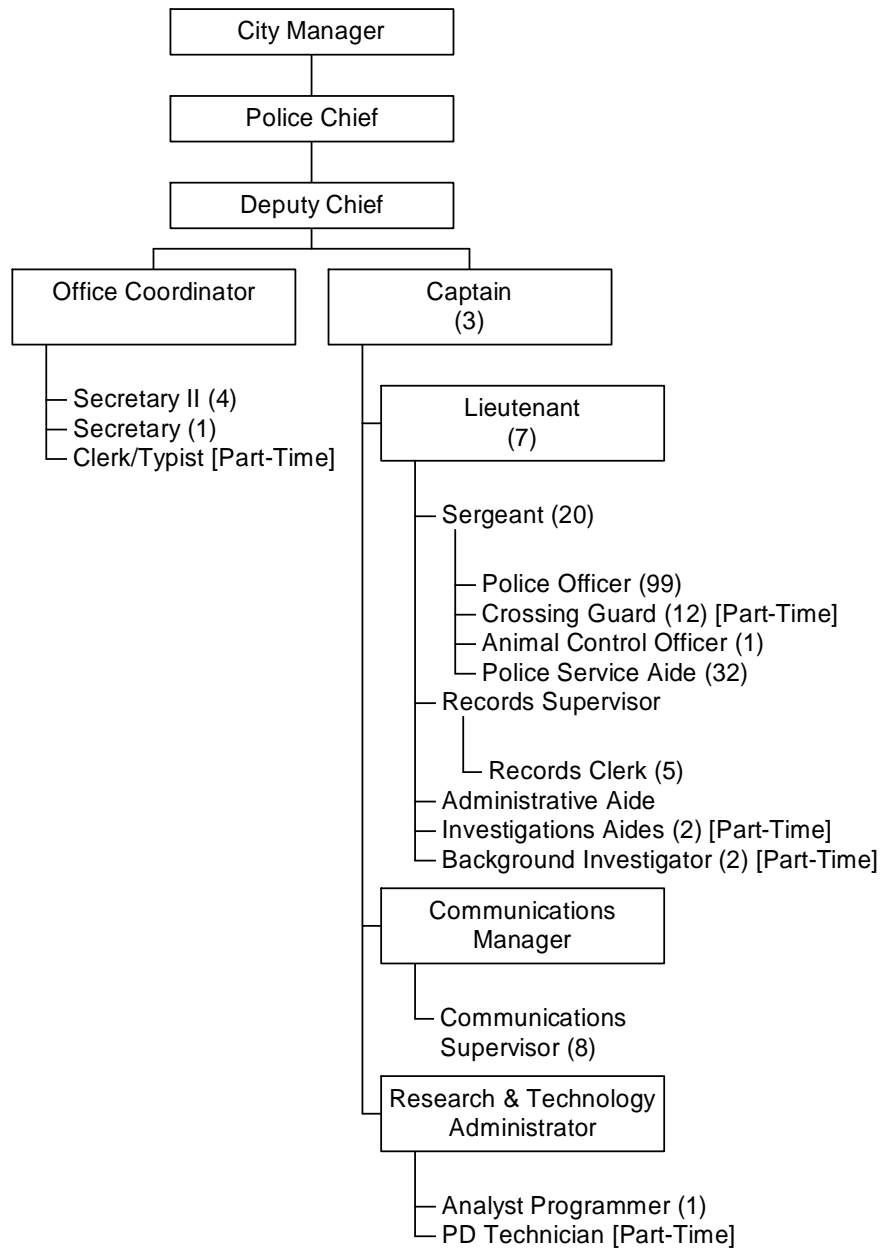 City Manager
Police Chief
Deputy Chief
Office Coordinator
Captain
(3)
Secretary II (4)
Secretary (1)
Clerk/Typist [Part-Time]
Lieutenant
(7)
Sergeant (20)
Police Officer (99)
Crossing Guard (12) [Part-Time]
Animal Control Officer (1)
Police Service Aide (32)
Records Supervisor
Records Clerk (5)
Administrative Aide
Investigations Aides (2) [Part-Time]
Background Investigator (2) [Part-Time]
Communications
Manager
Communications
Supervisor (8)
Research & Technology
Administrator
Analyst Programmer (1)
PD Technician [Part-Time]